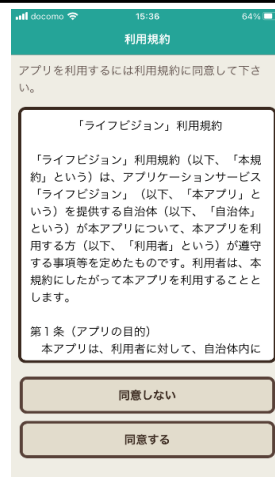 docomo 15:36 64%
利用規約
アプリを利用するには利用規約に同意して下さ
い。
「ライフビジョン」利用規約
「ライフビジョン」利用規約（以下、「本規
約」という）は、アプリケーションサービス
「ライフビジョン」（以下、「本アプリ」と
いう）を提供する自治体（以下、「自治体」
という）が本アプリについて、本アプリを利
用する方（以下、「利用者」という）が遵守
する事項等を定めたものです。利用者は、本
規約にしたがって本アプリを利用することと
します。
第１条（アプリの目的）
本アプリは、利用者に対して、自治体内に
同意しない
同意する